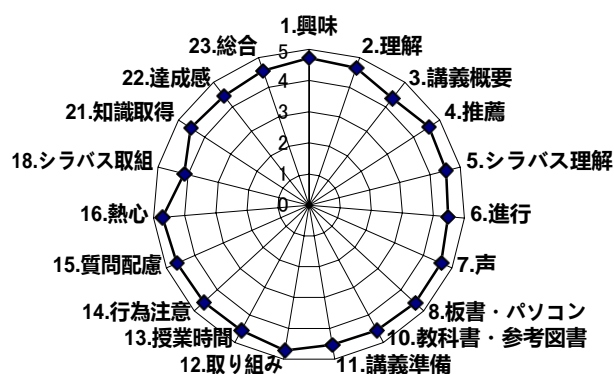 1.興味
2.理解
3.講義概要
4.推薦
5.シラバス理解
6.進行
7.声
8.板書・パソコン
10.教科書・参考図書
11.講義準備
12.取り組み
13.授業時間
14.行為注意
15.質問配慮
16.熱心
18.シラバス取組
21.知識取得
22.達成感
23.総合
5
4
3
2
1
0